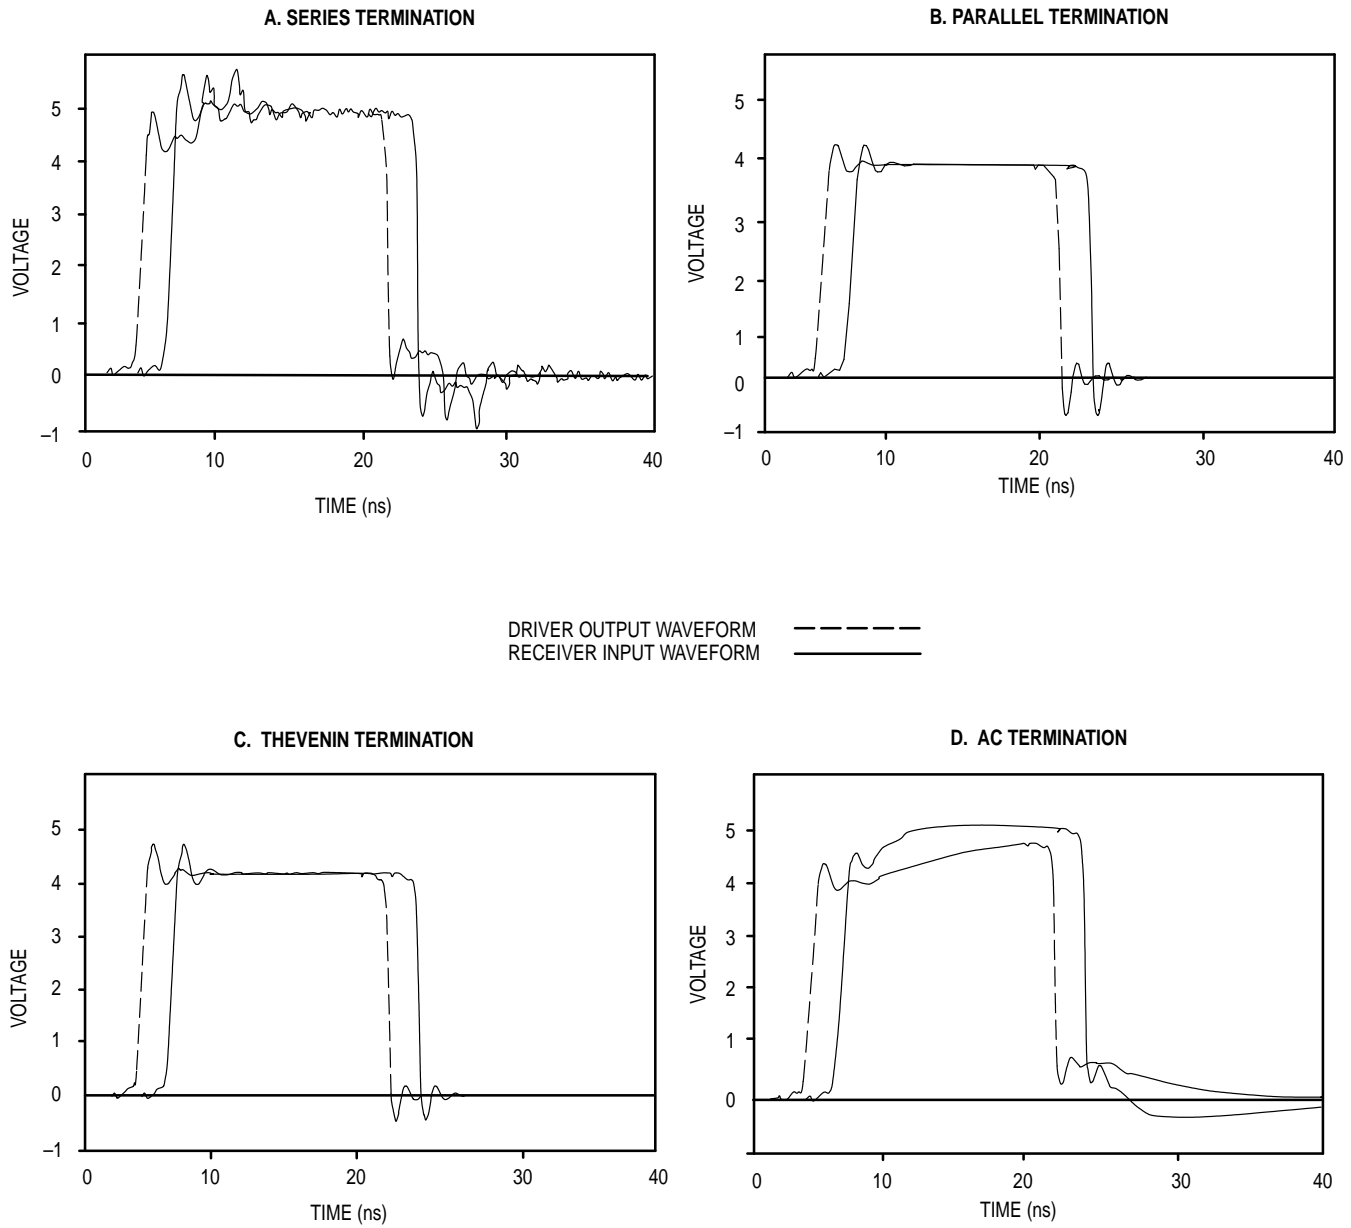 A. SERIES TERMINATION
5
4
3
2
1
0
–1
VOLTAGE
0 10 20 30 40
TIME (ns)
B. PARALLEL TERMINATION
5
4
3
2
1
0
–1
VOLTAGE
0 10 20 30 40
TIME (ns)
DRIVER OUTPUT WAVEFORM
RECEIVER INPUT WAVEFORM
C. THEVENIN TERMINATION
5
4
3
2
1
0
–1
VOLTAGE
0 10 20 30 40
TIME (ns)
D. AC TERMINATION
5
4
3
2
1
0
VOLTAGE
0 10 20 30 40
TIME (ns)